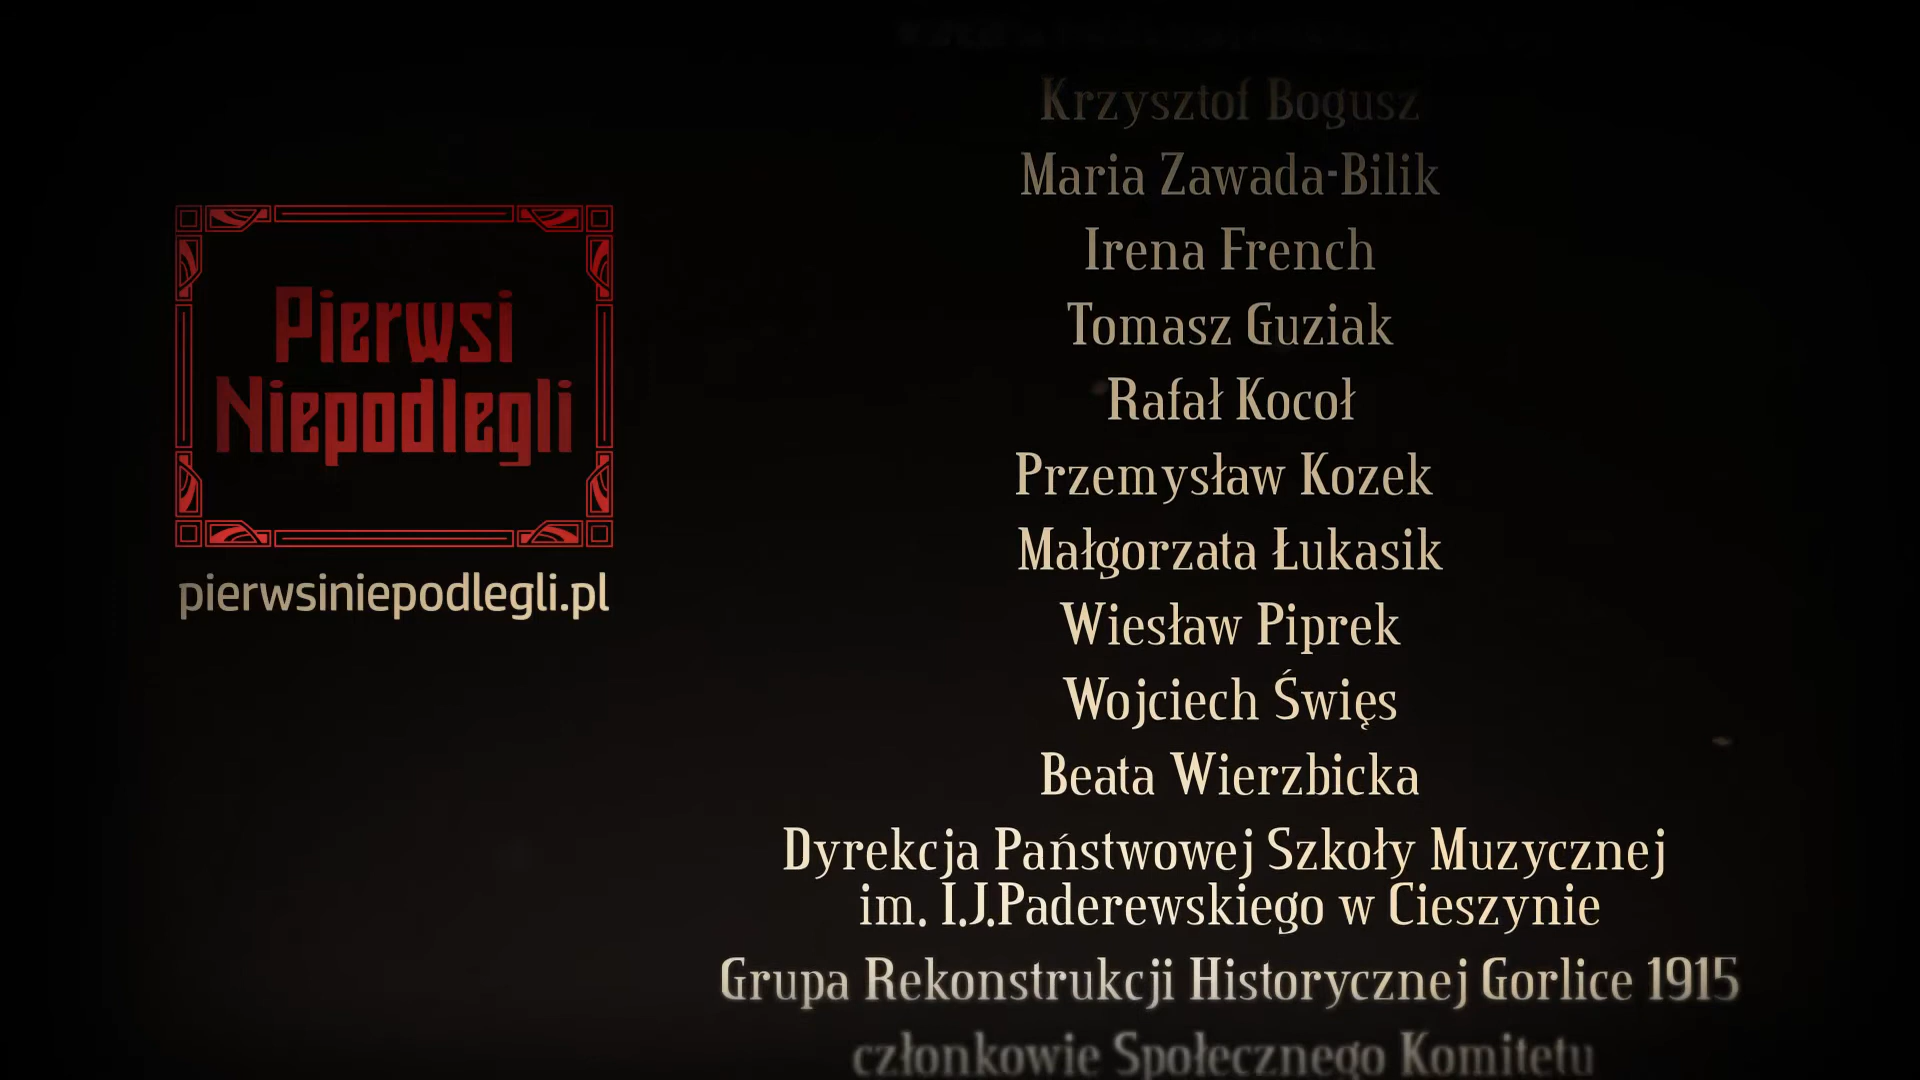 Pierwsi
Niepodlegli
pierwsiniepodlegli.pl
Krzysztof Bogusz
Maria Zawada-Bilik
Irena French
Tomasz Guziak
Rafał Kocoł
Przemysław Kozek
Małgorzata Łukasik
Wiesław Piprek
Wojciech Święs
Beata Wierzbicka
Dyrekcja Państwowej Szkoły Muzycznej
im. I.J.Paderewskiego w Cieszynie
Grupa Rekonstrukcji Historycznej Gorlice 1915
członkowie Społecznego Komitetu